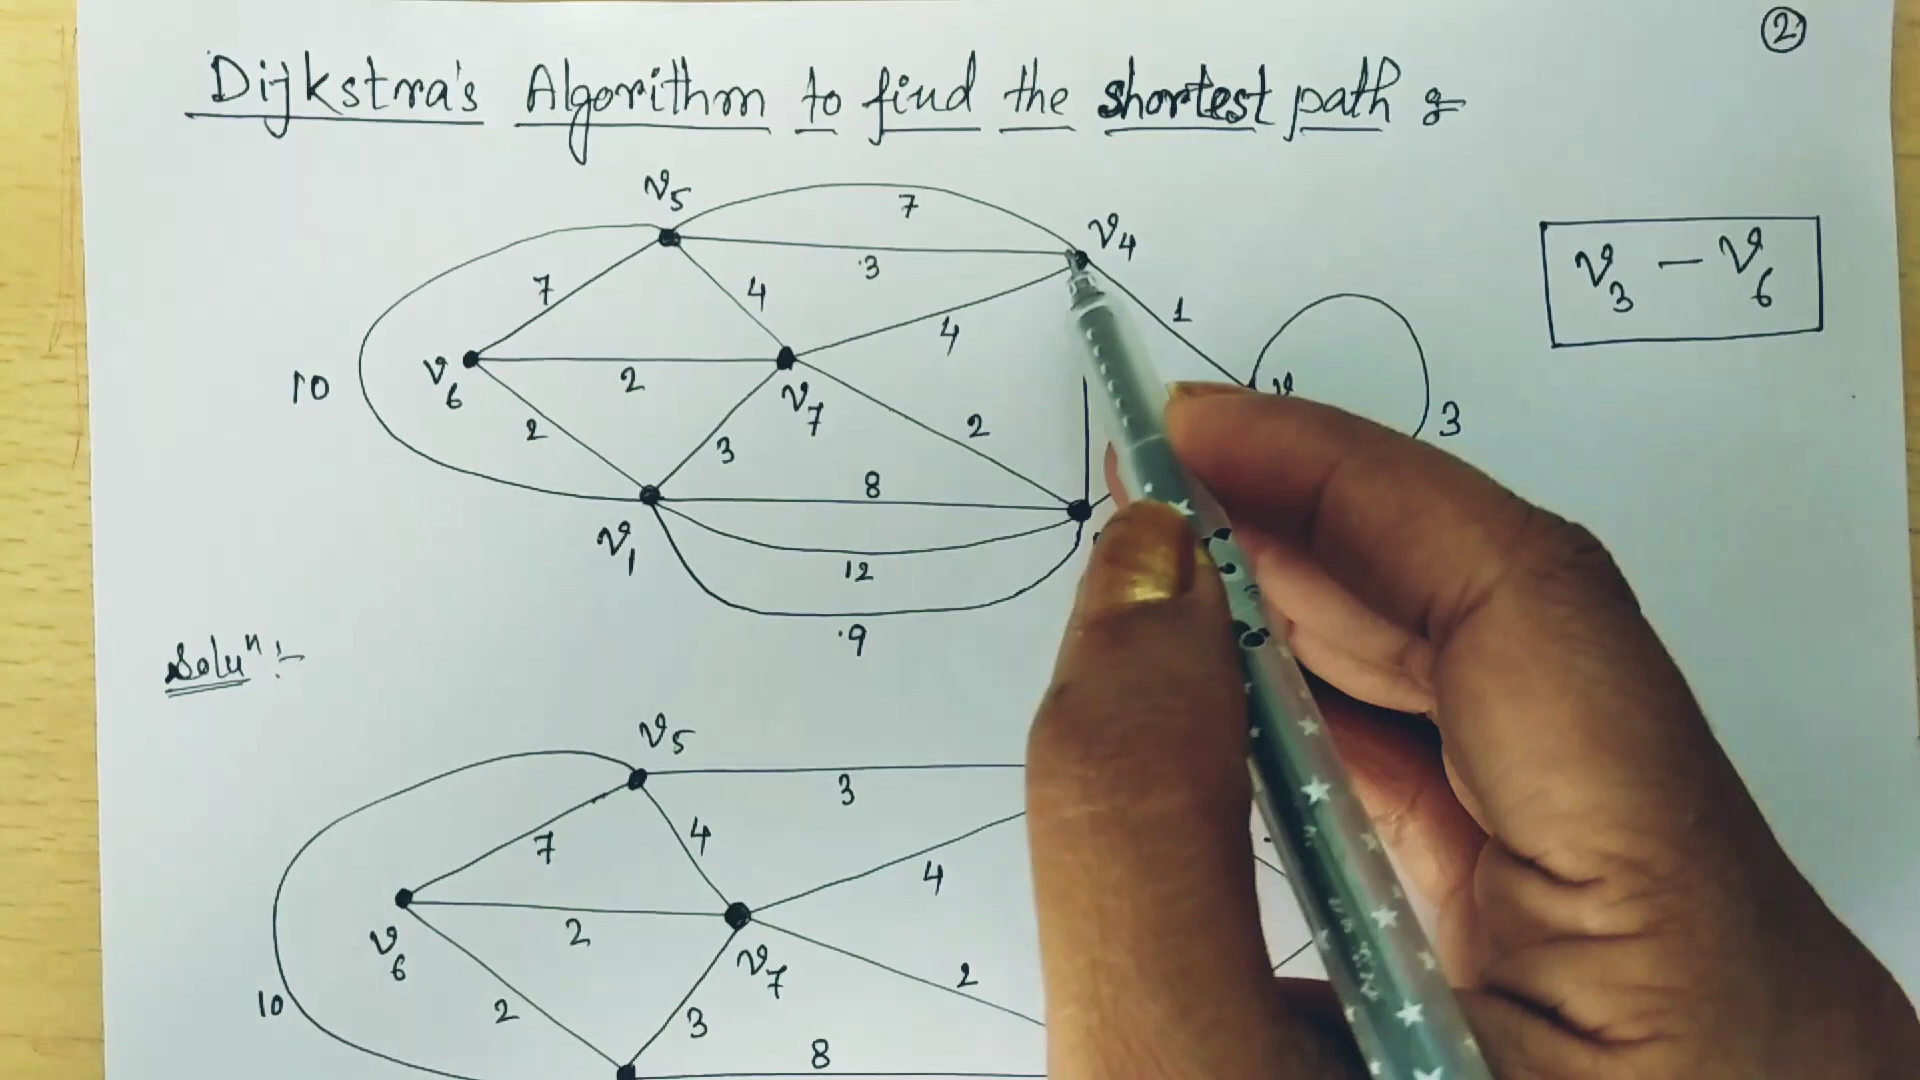 2
Dijkstra's Algorithm to find the shortest path :-
v5
7
v4
3
v3 - v6
7
4
4
1
10
v6
2
v7
v
3
2
3
2
8
v1
12
9
Soluⁿ :-
v5
3
7
4
4
v6
2
v7
2
10
2
3
8